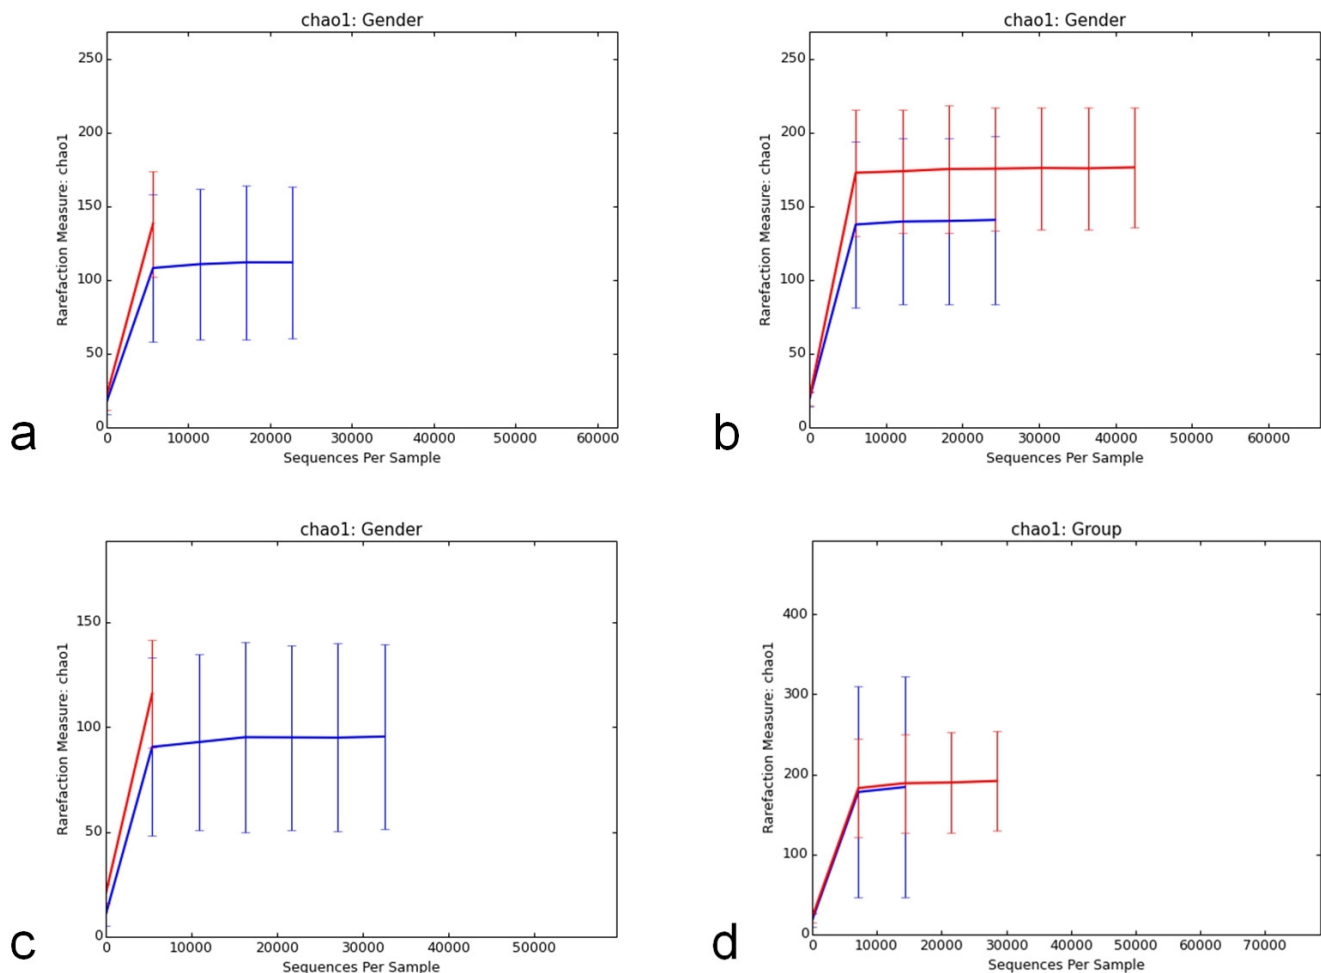 chao1: Gender
250
200
150
100
50
0
Rarefaction Measure: chao1
0 10000 20000 30000 40000 50000 60000
Sequences Per Sample
a
chao1: Gender
250
200
150
100
50
0
Rarefaction Measure: chao1
0 10000 20000 30000 40000 50000 60000
Sequences Per Sample
b
chao1: Gender
150
100
50
0
Rarefaction Measure: chao1
0 10000 20000 30000 40000 50000
Sequences Per Sample
c
chao1: Group
400
300
200
100
0
Rarefaction Measure: chao1
0 10000 20000 30000 40000 50000 60000 70000
Sequences Per Sample
d